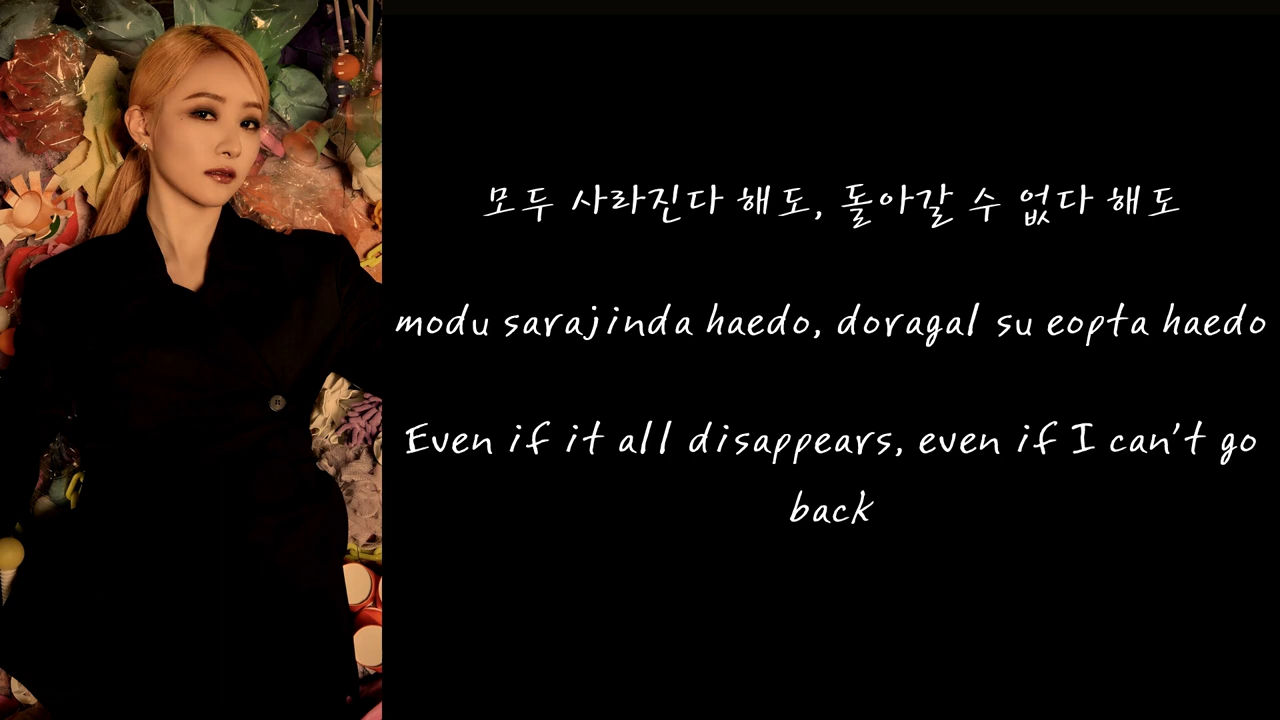 모두 사라진다 해도, 돌아갈 수 없다 해도
modu sarajinda haedo, doragal su eopta haedo
Even if it all disappears, even if I can't go
back